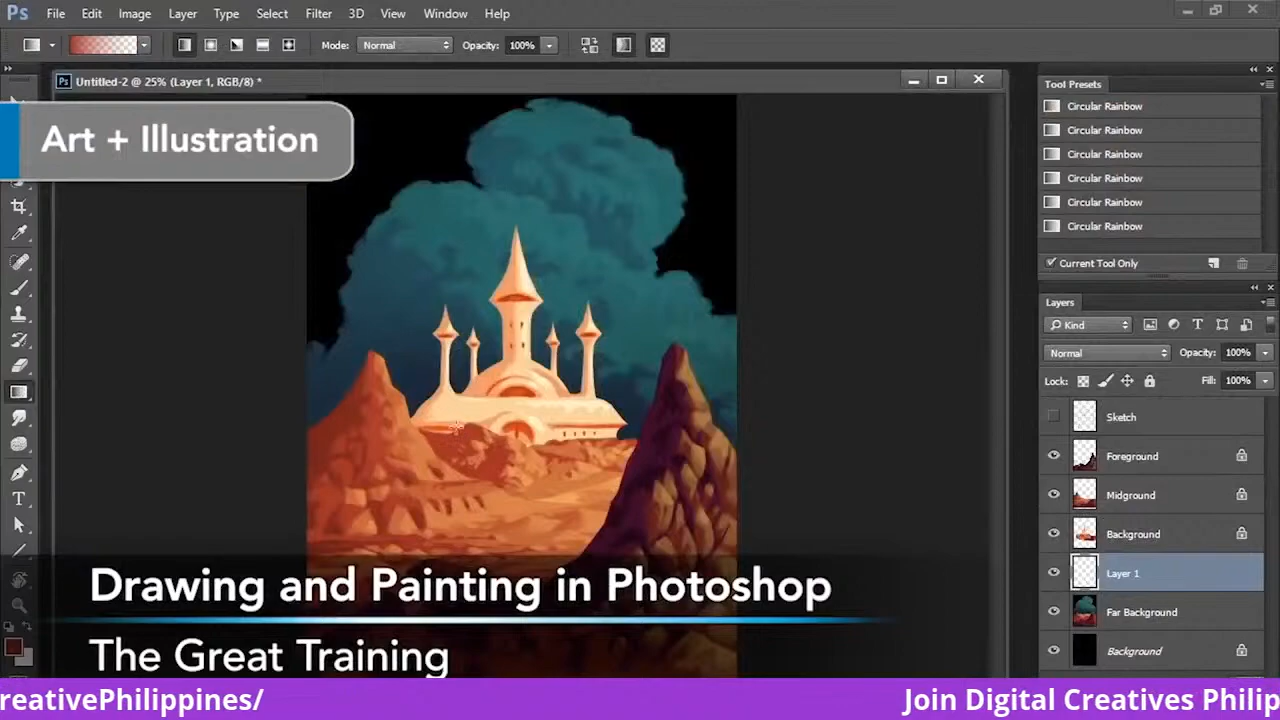 Ps File Edit Image Layer Type Select Filter 3D View Window Help
Mode: Normal Opacity: 100%
Ps Untitled-2 @ 25% (Layer 1, RGB/8) *
Art + Illustration
Tool Presets
Circular Rainbow
Circular Rainbow
Circular Rainbow
Circular Rainbow
Circular Rainbow
Circular Rainbow
Current Tool Only
Layers
Kind
Normal Opacity: 100%
Lock: Fill: 100%
Sketch
Foreground
Midground
Background
Layer 1
Far Background
Background
Drawing and Painting in Photoshop
The Great Training
reativePhilippines/ Join Digital Creatives Philip